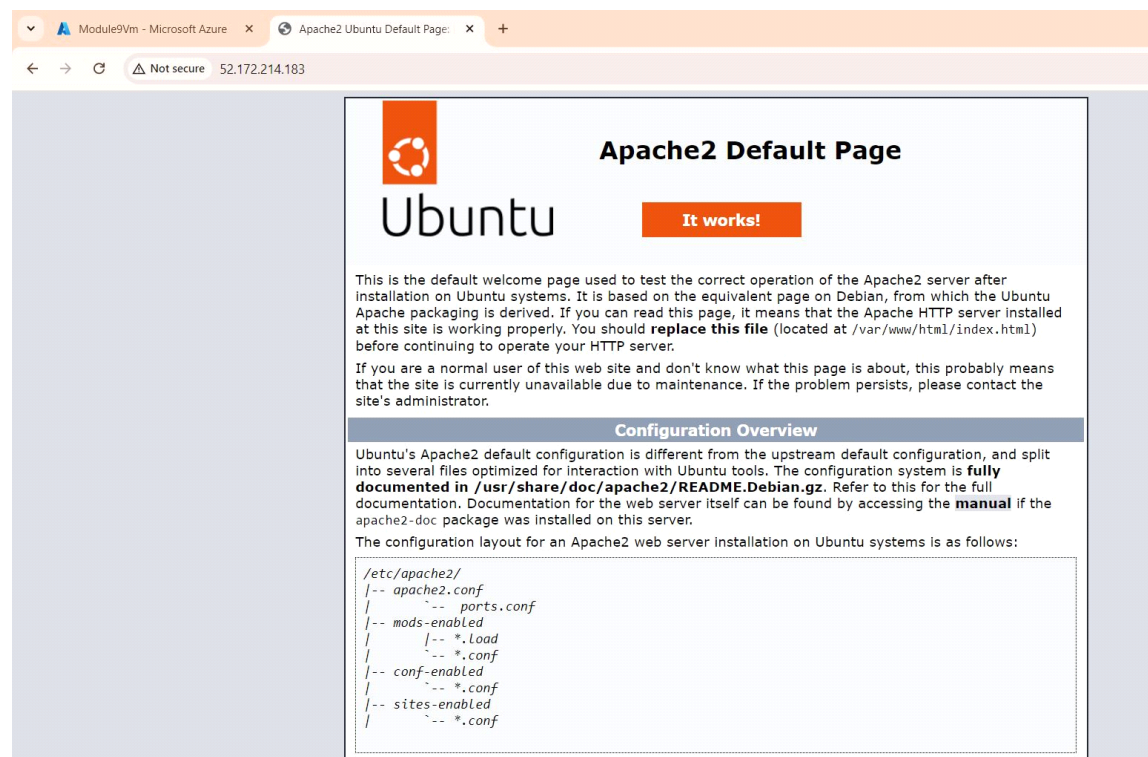 Module9Vm - Microsoft Azure
Apache2 Ubuntu Default Page:
Not secure
52.172.214.183
Apache2 Default Page
Ubuntu
It works!
This is the default welcome page used to test the correct operation of the Apache2 server after
installation on Ubuntu systems. It is based on the equivalent page on Debian, from which the Ubuntu
Apache packaging is derived. If you can read this page, it means that the Apache HTTP server installed
at this site is working properly. You should replace this file (located at /var/www/html/index.html)
before continuing to operate your HTTP server.
If you are a normal user of this web site and don't know what this page is about, this probably means
that the site is currently unavailable due to maintenance. If the problem persists, please contact the
site's administrator.
Configuration Overview
Ubuntu's Apache2 default configuration is different from the upstream default configuration, and split
into several files optimized for interaction with Ubuntu tools. The configuration system is fully
documented in /usr/share/doc/apache2/README.Debian.gz. Refer to this for the full
documentation. Documentation for the web server itself can be found by accessing the manual if the
apache2-doc package was installed on this server.
The configuration layout for an Apache2 web server installation on Ubuntu systems is as follows:
/etc/apache2/
|-- apache2.conf
|       `--  ports.conf
|-- mods-enabled
|       |-- *.load
|       `-- *.conf
|-- conf-enabled
|       `-- *.conf
|-- sites-enabled
|       `-- *.conf